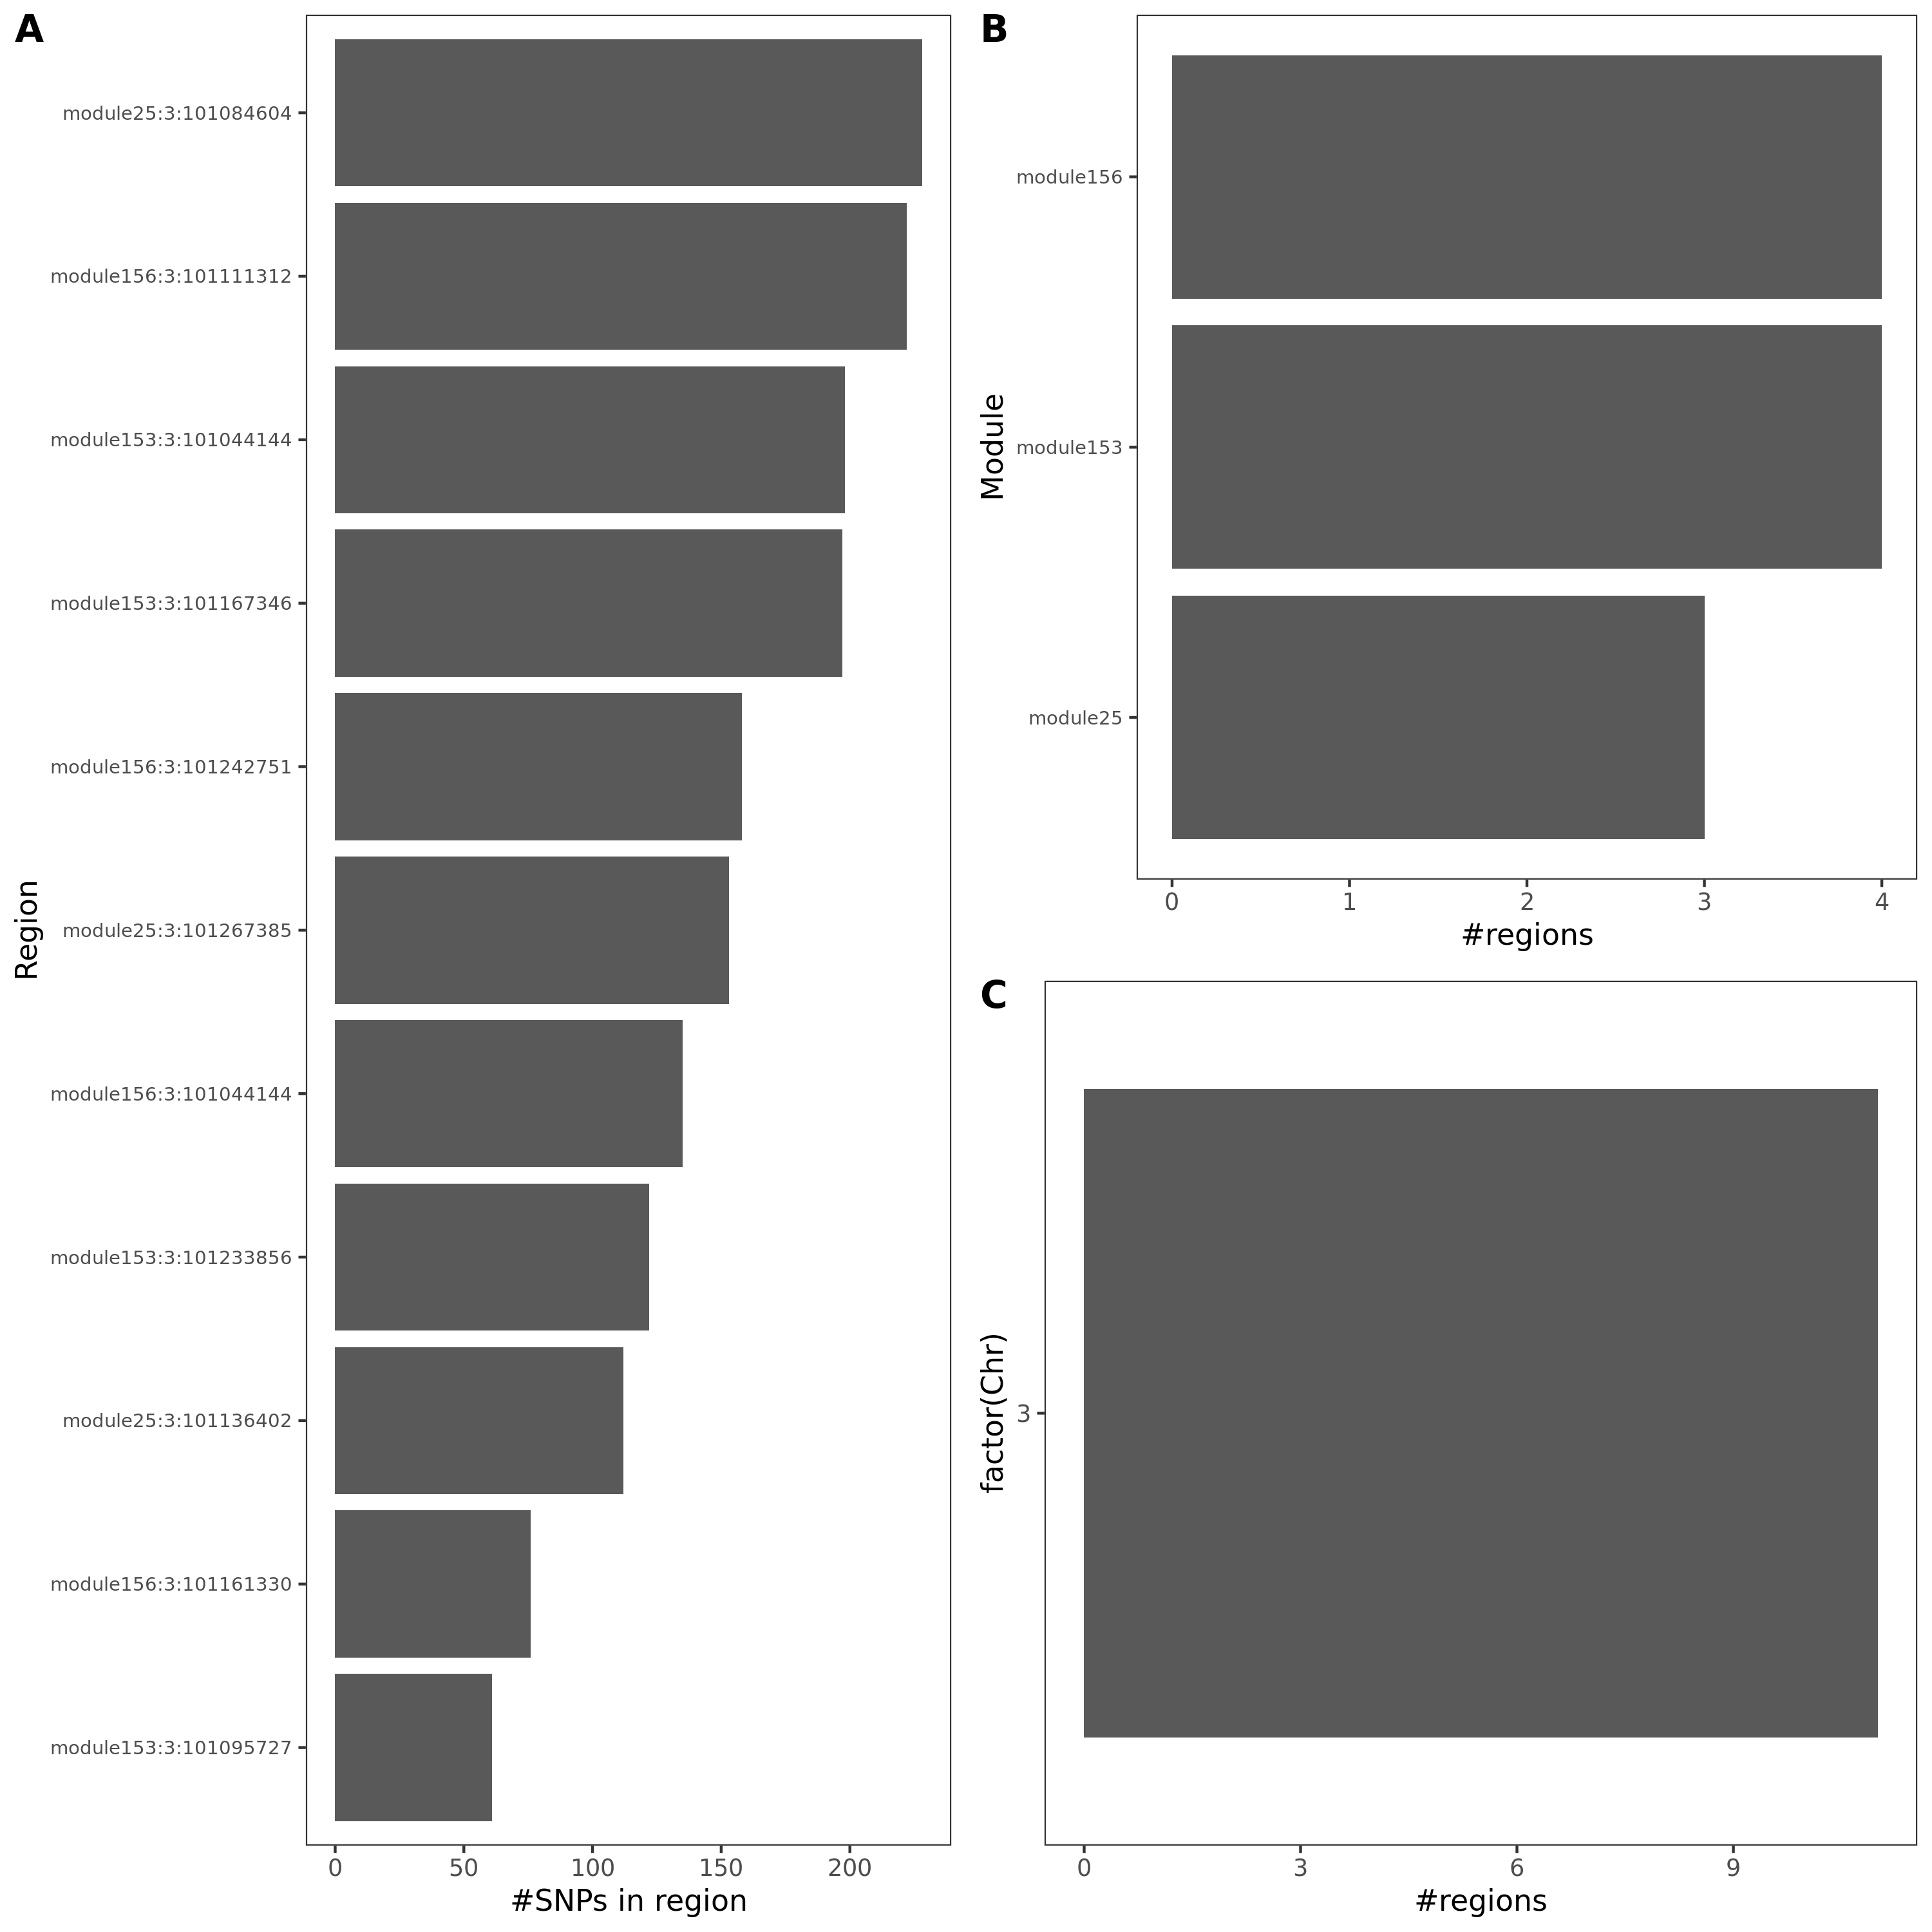 A
Region
module25:3:101084604
module156:3:101111312
module153:3:101044144
module153:3:101167346
module156:3:101242751
module25:3:101267385
module156:3:101044144
module153:3:101233856
module25:3:101136402
module156:3:101161330
module153:3:101095727
0 50 100 150 200
#SNPs in region
B
Module
module156
module153
module25
0 1 2 3 4
#regions
C
factor(Chr)
3
0 3 6 9
#regions